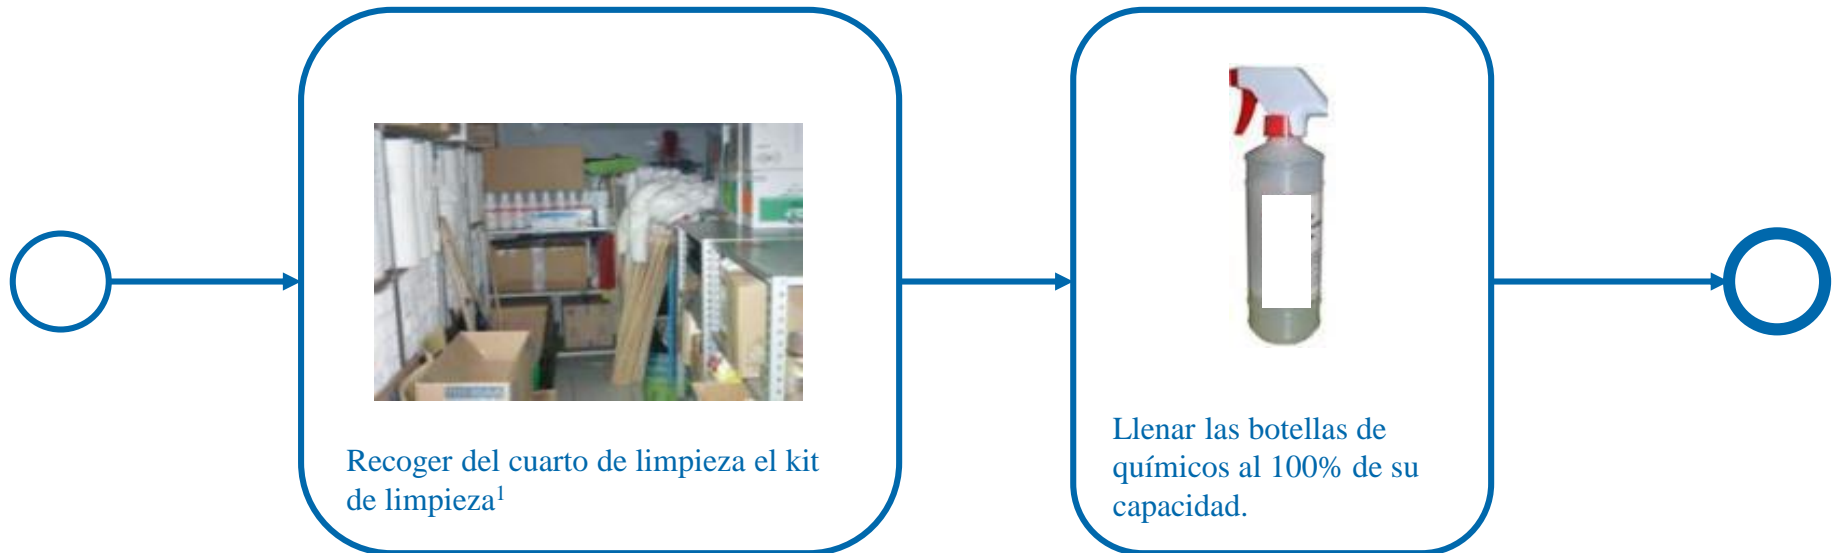 Recoger del cuarto de limpieza el kit
de limpieza¹
Llenar las botellas de
químicos al 100% de su
capacidad.